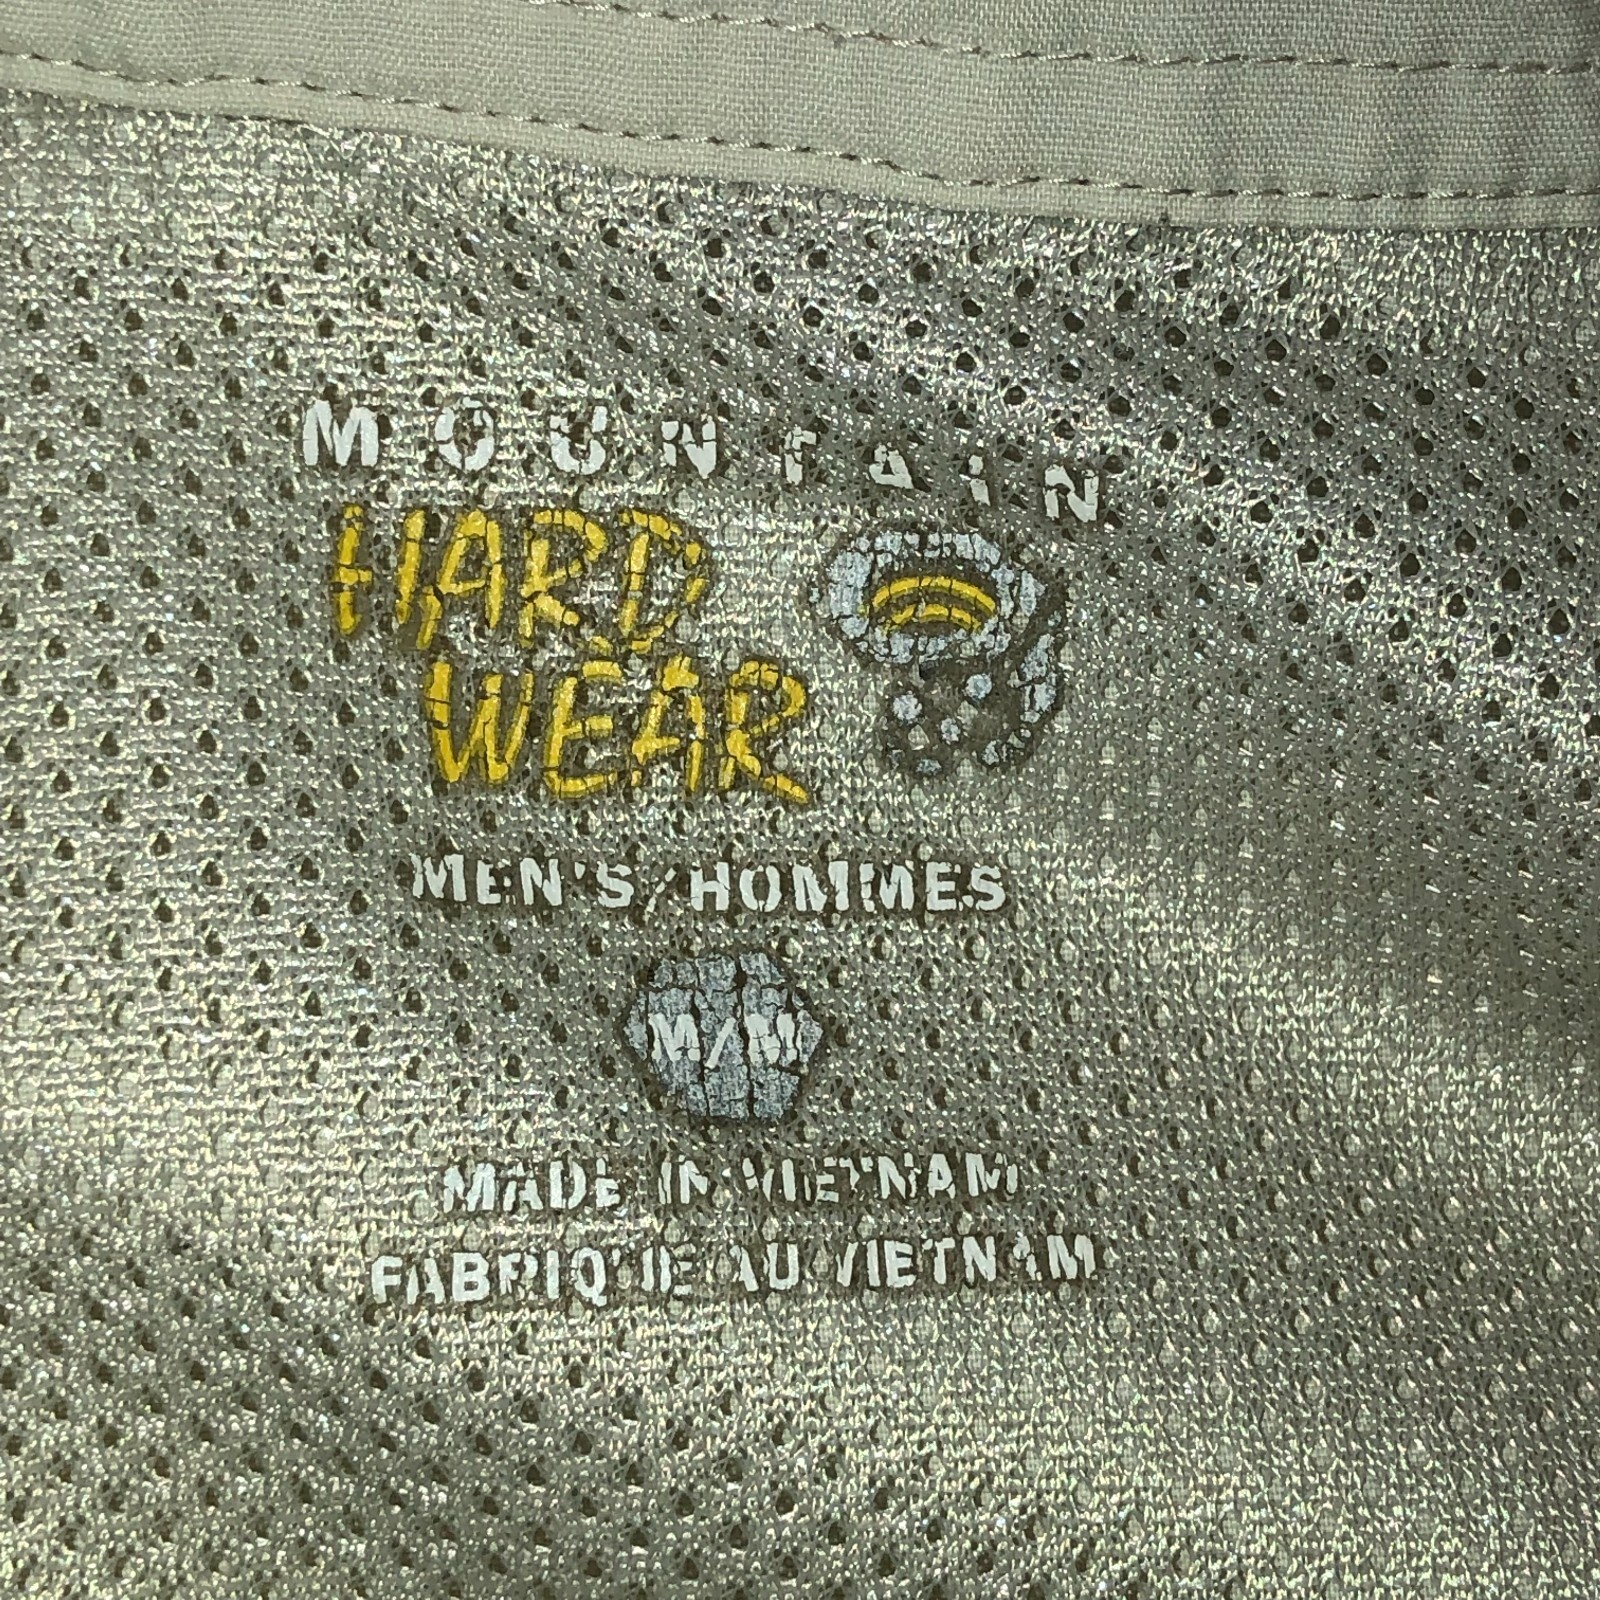 MOUNTAIN
HARD
WEAR
MEN'S/HOMMES
M/M
MADE IN VIETNAM
FABRIQUE AU VIETNAM